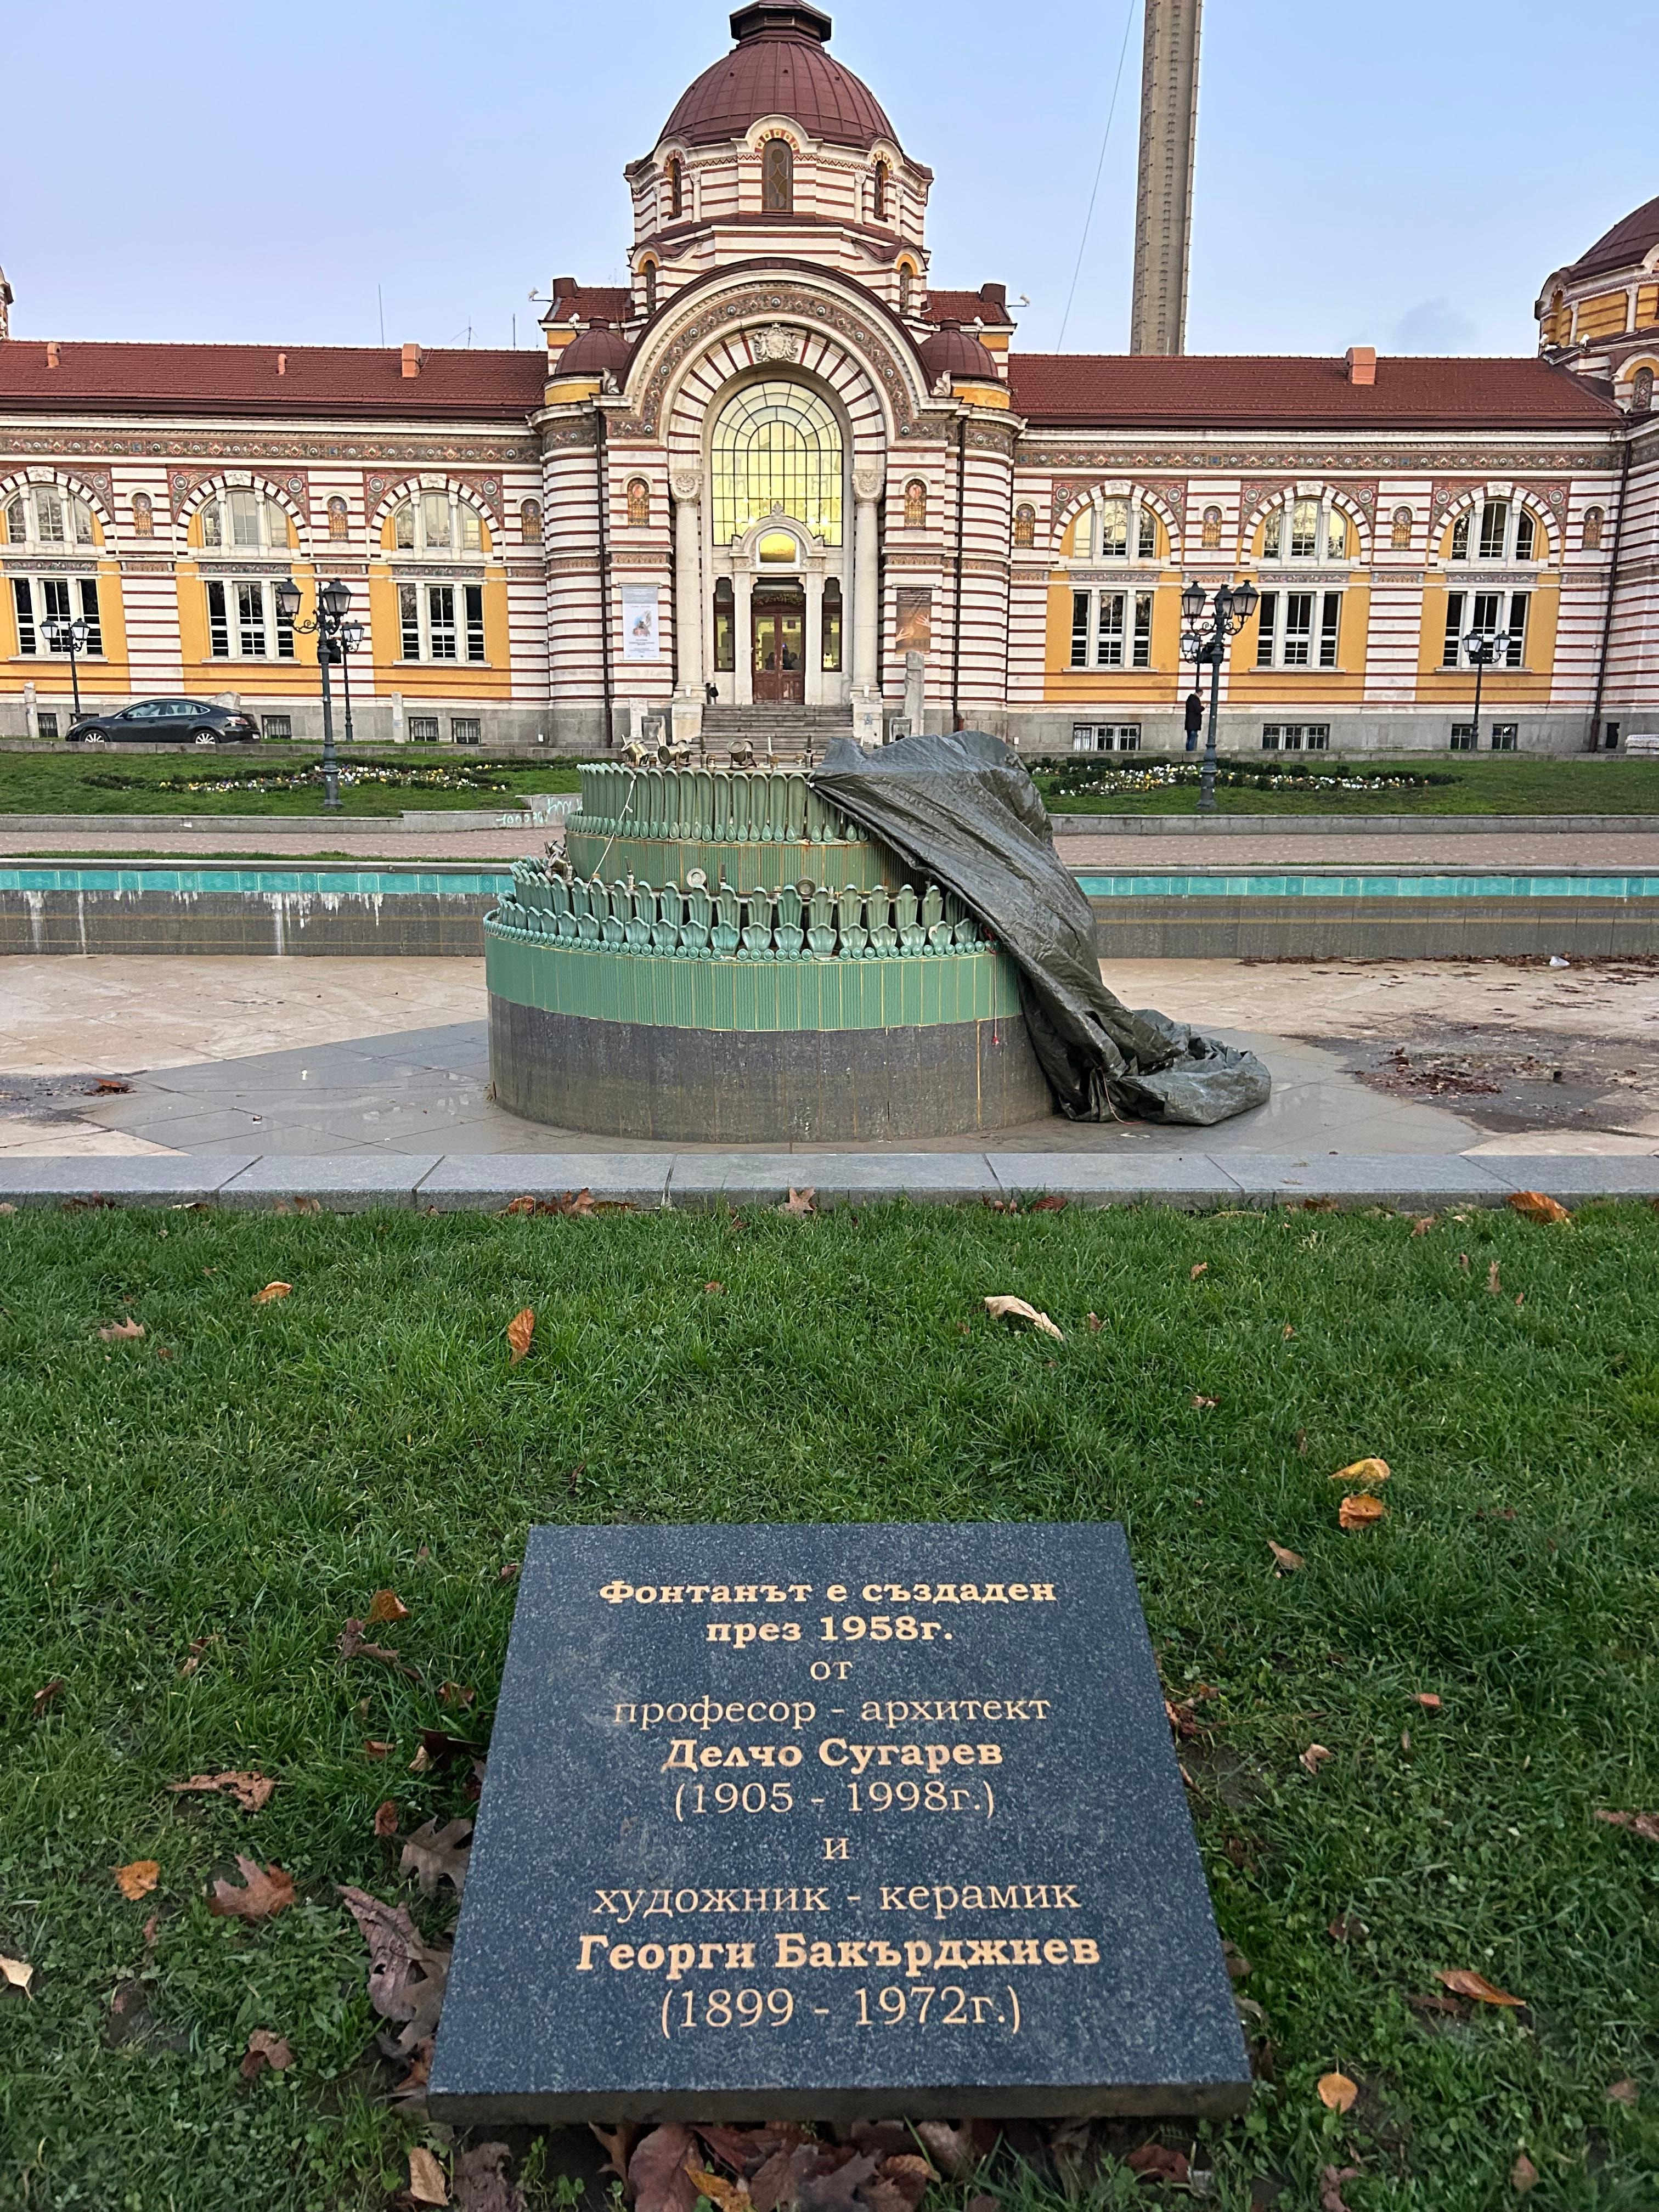 Фонтанът е създаден
през 1958г.
от
професор - архитект
Делчо Сугарев
(1905 - 1998г.)
и
художник - керамик
Георги Бакърджиев
(1899 - 1972г.)